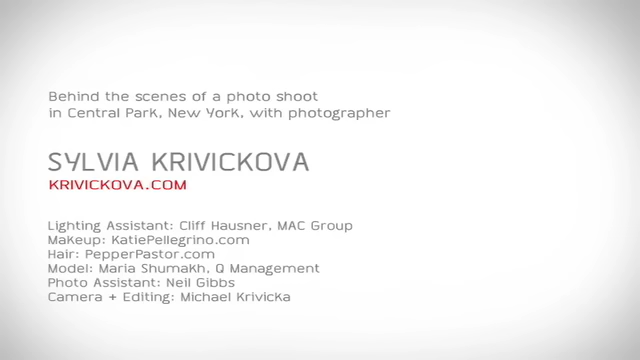 Behind the scenes of a photo shoot
in Central Park, New York, with photographer
SYLVIA KRIVICKOVA
KRIVICKOVA.COM
Lighting Assistant: Cliff Hausner, MAC Group
Makeup: KatiePellegrino.com
Hair: PepperPastor.com
Model: Maria Shumakh, Q Management
Photo Assistant: Neil Gibbs
Camera + Editing: Michael Krivicka